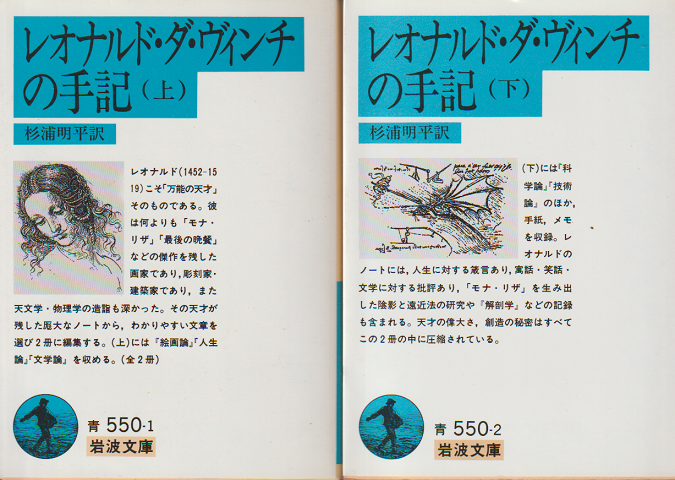 レオナルド・ダ・ヴィンチ
の手記(上)
杉浦明平訳
レオナルド(1452-15
19)こそ「万能の天才」
そのものである。彼
は何よりも「モナ・
リザ」「最後の晩餐」
などの傑作を残した
画家であり,彫刻家・
建築家であり,また
天文学・物理学の造詣も深かった。その天才が
残した厖大なノートから,わかりやすい文章を
選び2冊に編集する。(上)には『絵画論』「人生
論」『文学論』を収める。(全2冊)
青 550-1
岩波文庫
レオナルド・ダ・ヴィンチ
の手記(下)
杉浦明平訳
(下)には「科
学論」「技術
論」のほか,
手紙,メモ
を収録。レ
オナルドの
ノートには,人生に対する箴言あり,寓話・笑話・
文学に対する批評あり,「モナ・リザ」を生み出
した陰影と遠近法の研究や『解剖学』などの記録
も含まれる。天才の偉大さ,創造の秘密はすべて
この2冊の中に圧縮されている。
青 550-2
岩波文庫